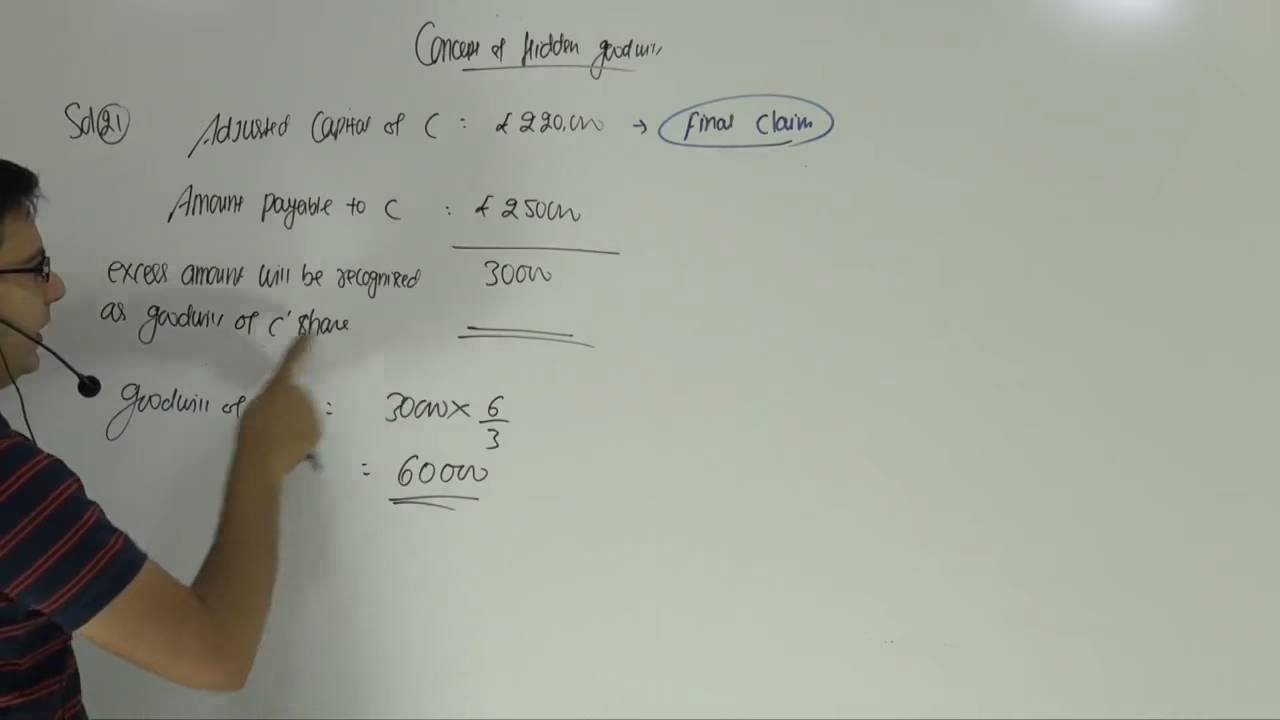 Concept of Hidden goodwill
Sol 21 Adjusted Capital of C : ₤ 220,000 → Final Claim
Amount payable to C : ₤ 250000
excess amount will be recognized 30000
as goodwill of C' share
goodwill of : 30000 × 6/3
= 60000